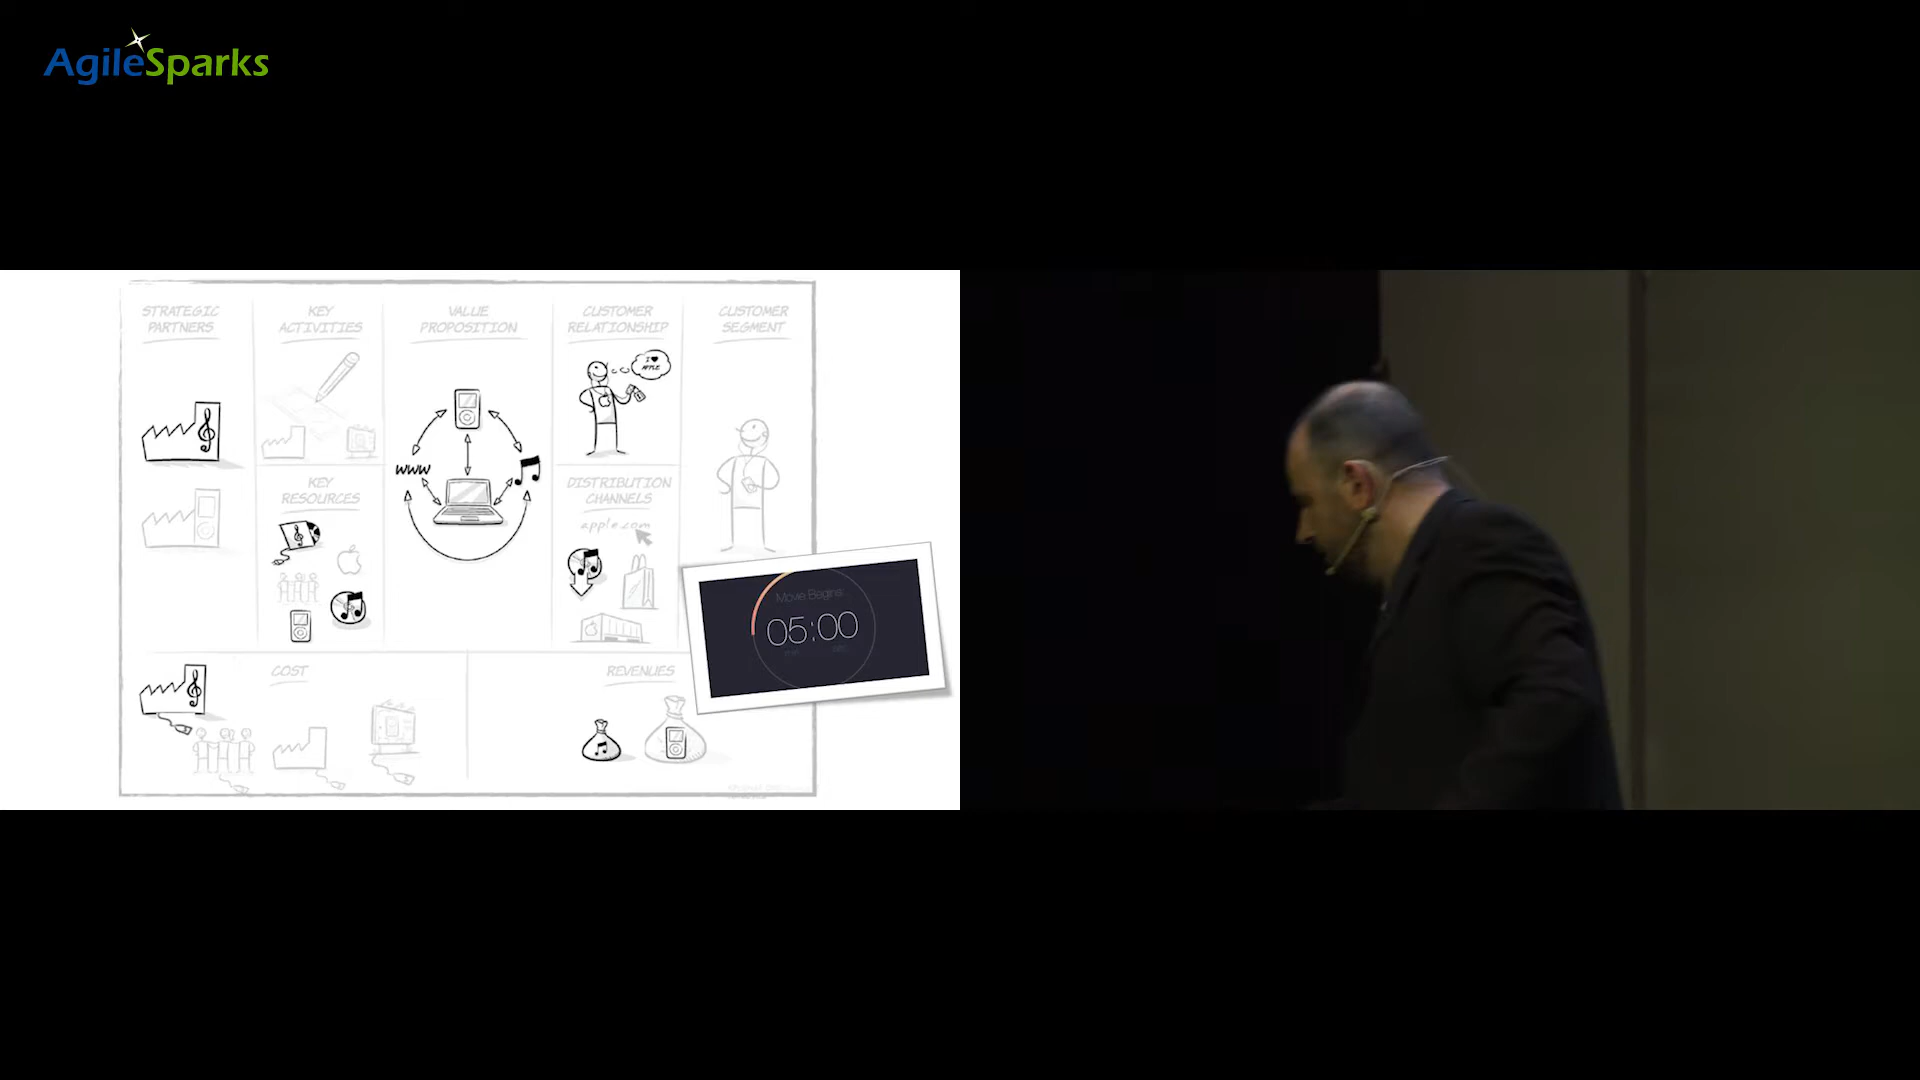 AgileSparks
STRATEGIC
PARTNERS
KEY
ACTIVITIES
VALUE
PROPOSITION
CUSTOMER
RELATIONSHIP
CUSTOMER
SEGMENT
I ♥
APPLE
www
KEY
RESOURCES
DISTRIBUTION
CHANNELS
apple.com
Movie Begins
05:00
COST
REVENUES